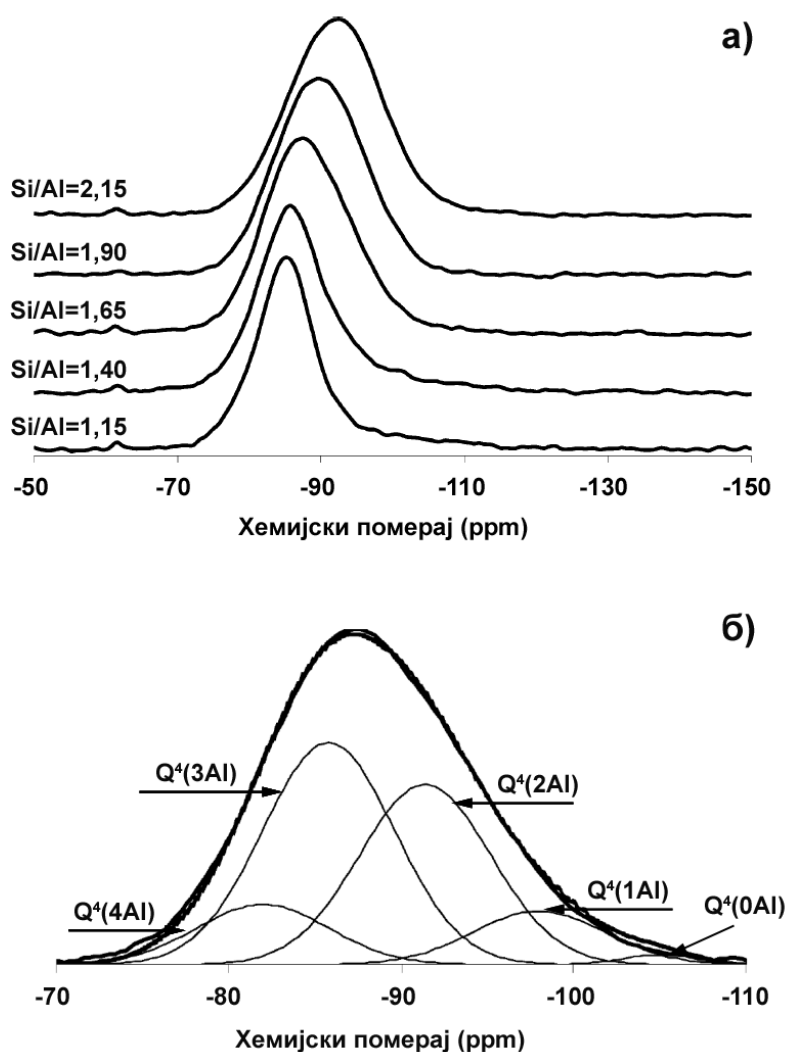 а)
Si/Al=2,15
Si/Al=1,90
Si/Al=1,65
Si/Al=1,40
Si/Al=1,15
-50 -70 -90 -110 -130 -150
Хемијски померај (ppm)
б)
Q⁴(3Al)
Q⁴(2Al)
Q⁴(4Al)
Q⁴(1Al)
Q⁴(0Al)
-70 -80 -90 -100 -110
Хемијски померај (ppm)